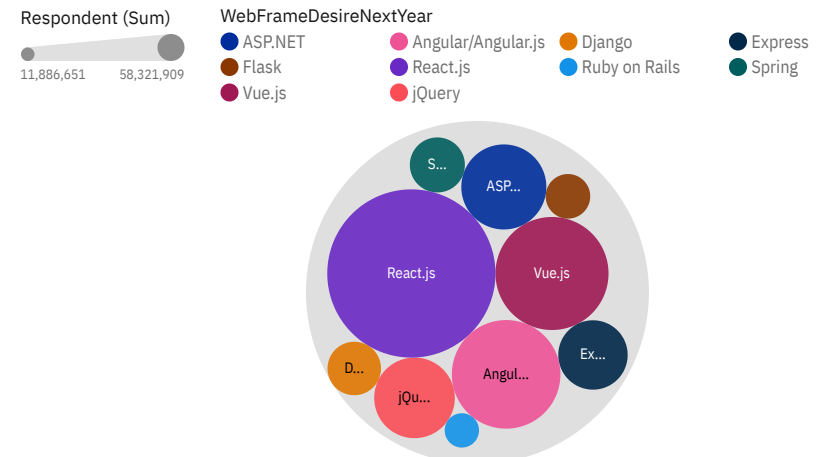 Respondent (Sum)
11,886,651 58,321,909
WebFrameDesireNextYear
ASP.NET Angular/Angular.js Django Express
Flask React.js Ruby on Rails Spring
Vue.js jQuery
S...
ASP...
React.js
Vue.js
Ex...
D...
Angul...
jQu...